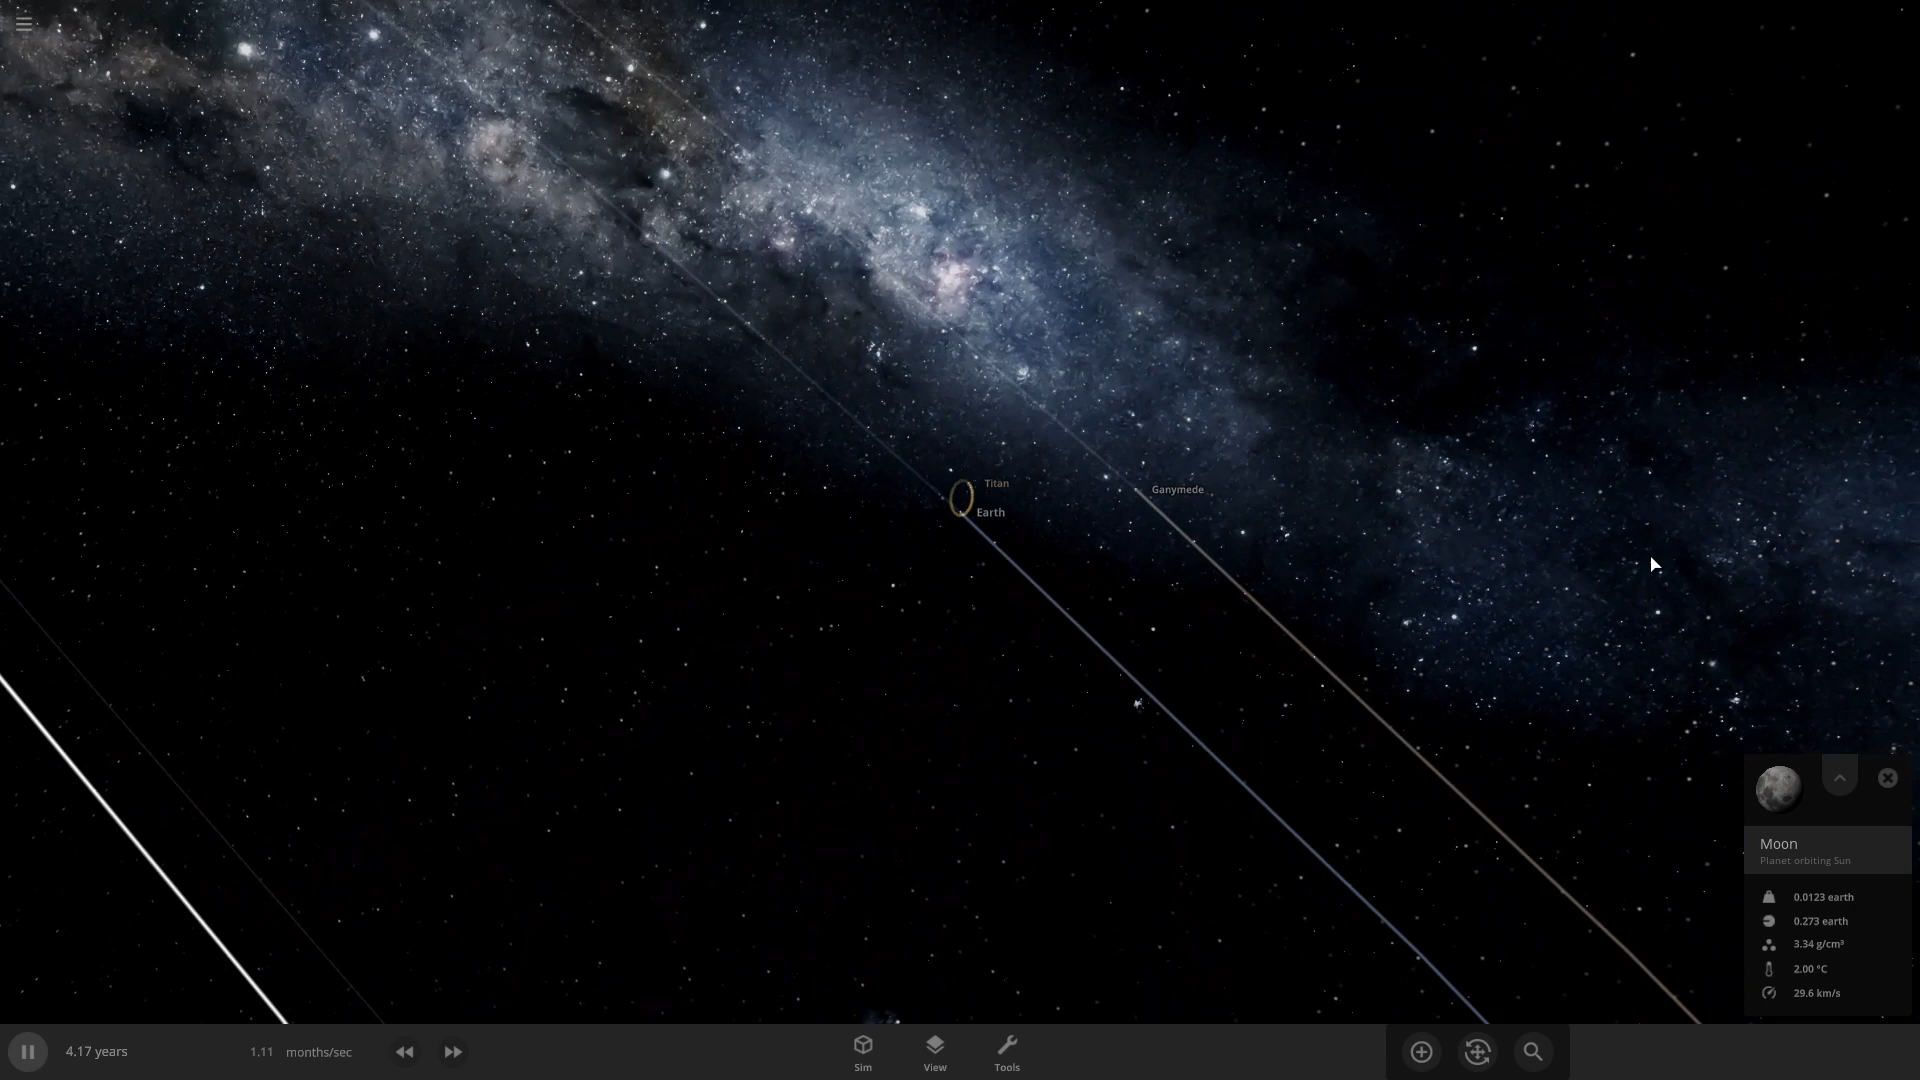 Titan
Ganymede
Earth
Moon
Planet orbiting Sun
0.0123 earth
0.273 earth
3.34 g/cm³
2.00 °C
29.6 km/s
4.17 years
1.11 months/sec
Sim
View
Tools